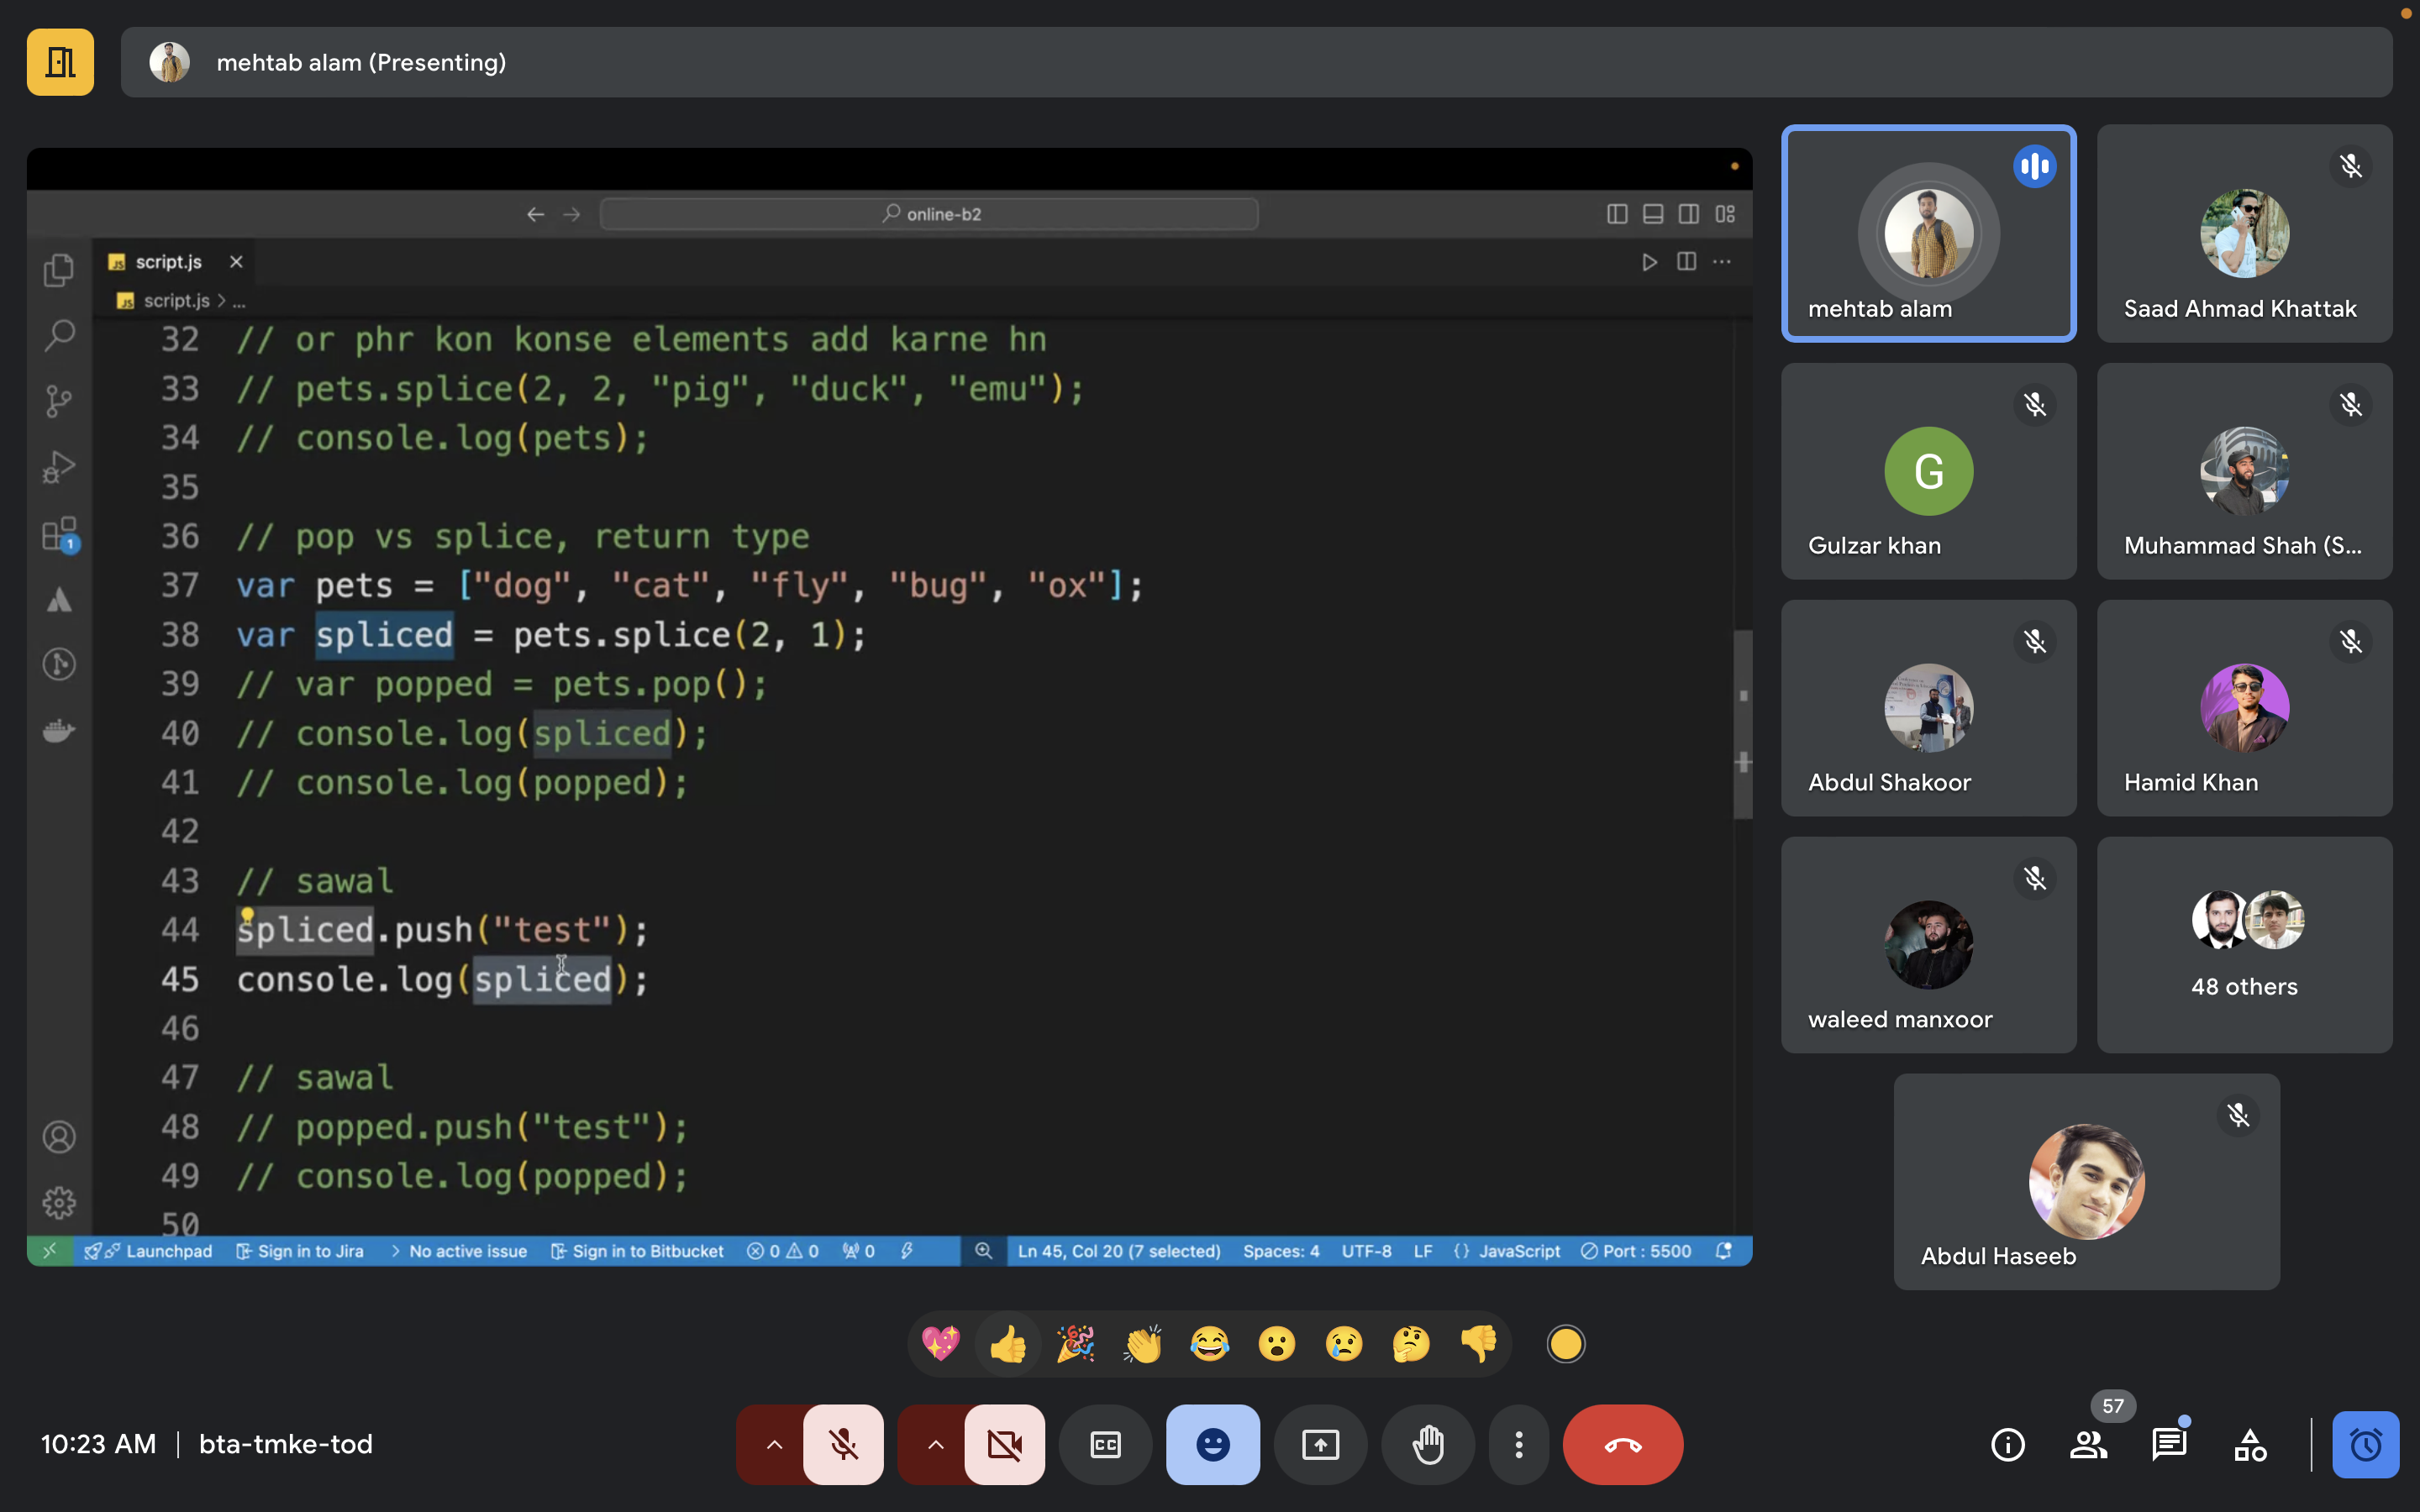 mehtab alam (Presenting)
online-b2
JS script.js
JS script.js > ...
32 // or phr kon konse elements add karne hn
33 // pets.splice(2, 2, "pig", "duck", "emu");
34 // console.log(pets);
35
36 // pop vs splice, return type
37 var pets = ["dog", "cat", "fly", "bug", "ox"];
38 var spliced = pets.splice(2, 1);
39 // var popped = pets.pop();
40 // console.log(spliced);
41 // console.log(popped);
42
43 // sawal
44 spliced.push("test");
45 console.log(spliced);
46
47 // sawal
48 // popped.push("test");
49 // console.log(popped);
50
1
Launchpad Sign in to Jira > No active issue Sign in to Bitbucket 0 0 0 Ln 45, Col 20 (7 selected) Spaces: 4 UTF-8 LF {} JavaScript Port : 5500
mehtab alam
Saad Ahmad Khattak
G
Gulzar khan
Muhammad Shah (S...
Abdul Shakoor
Hamid Khan
waleed manxoor
48 others
Abdul Haseeb
10:23 AM | bta-tmke-tod
CC
57